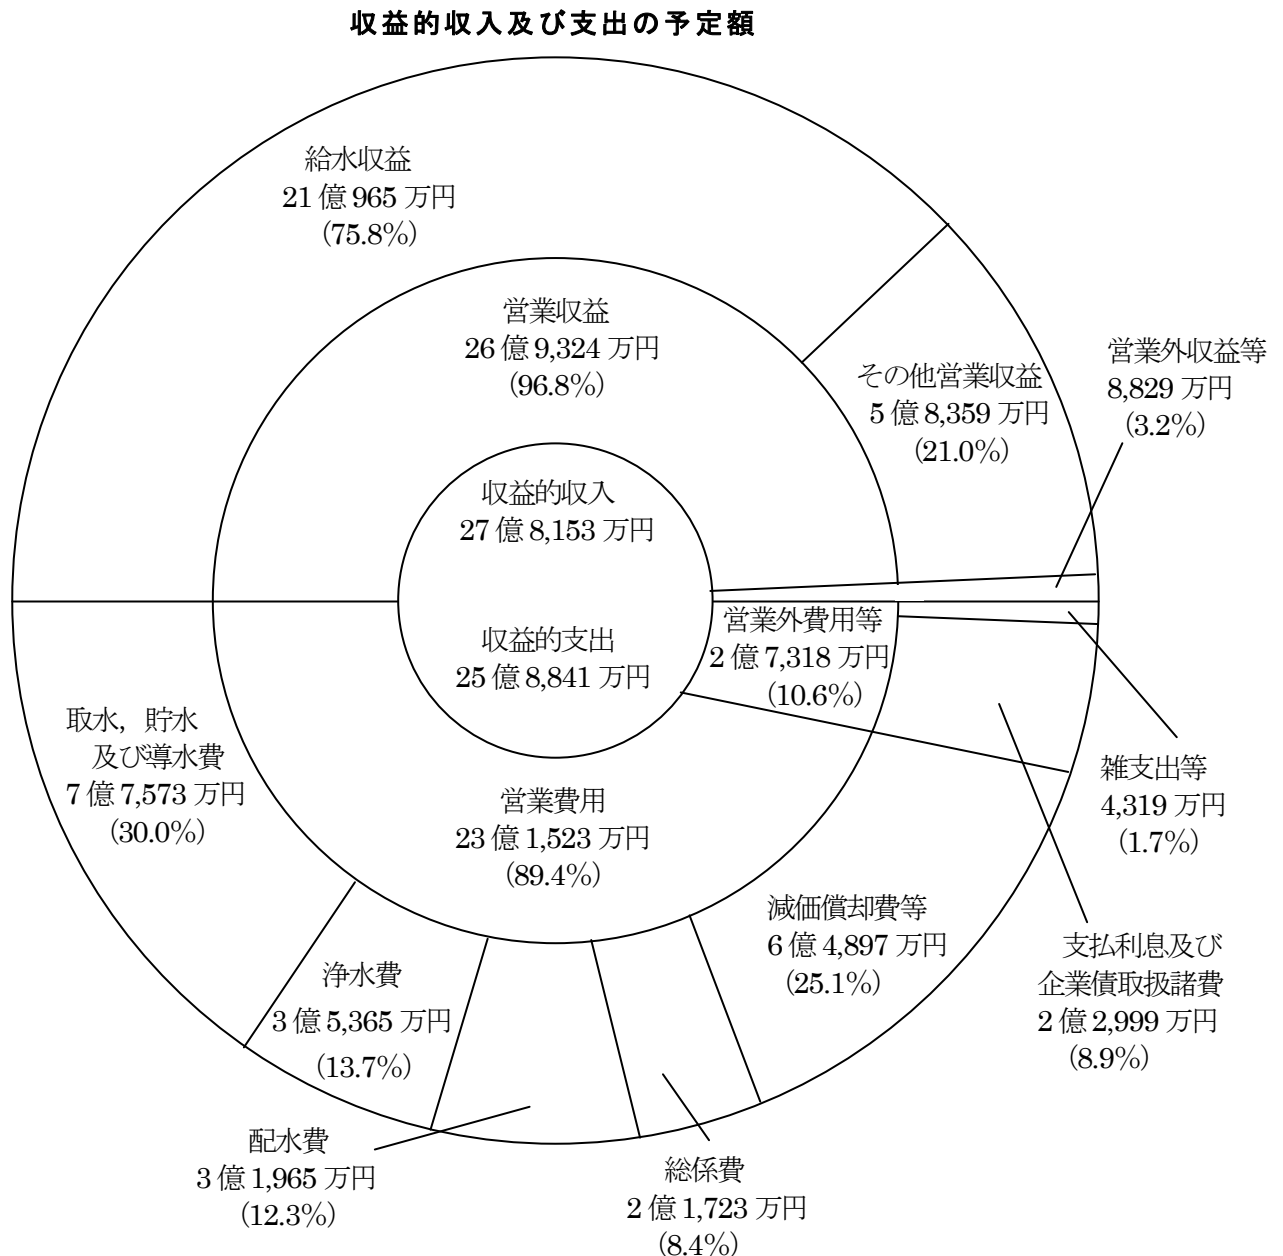 収益的収入及び支出の予定額
給水収益
21億965万円
(75.8%)
営業収益
26億9,324万円
(96.8%)
その他営業収益
5億8,359万円
(21.0%)
営業外収益等
8,829万円
(3.2%)
収益的収入
27億8,153万円
収益的支出
25億8,841万円
営業外費用等
2億7,318万円
(10.6%)
取水，貯水
及び導水費
7億7,573万円
(30.0%)
営業費用
23億1,523万円
(89.4%)
雑支出等
4,319万円
(1.7%)
減価償却費等
6億4,897万円
(25.1%)
支払利息及び
企業債取扱諸費
2億2,999万円
(8.9%)
浄水費
3億5,365万円
(13.7%)
配水費
3億1,965万円
(12.3%)
総係費
2億1,723万円
(8.4%)